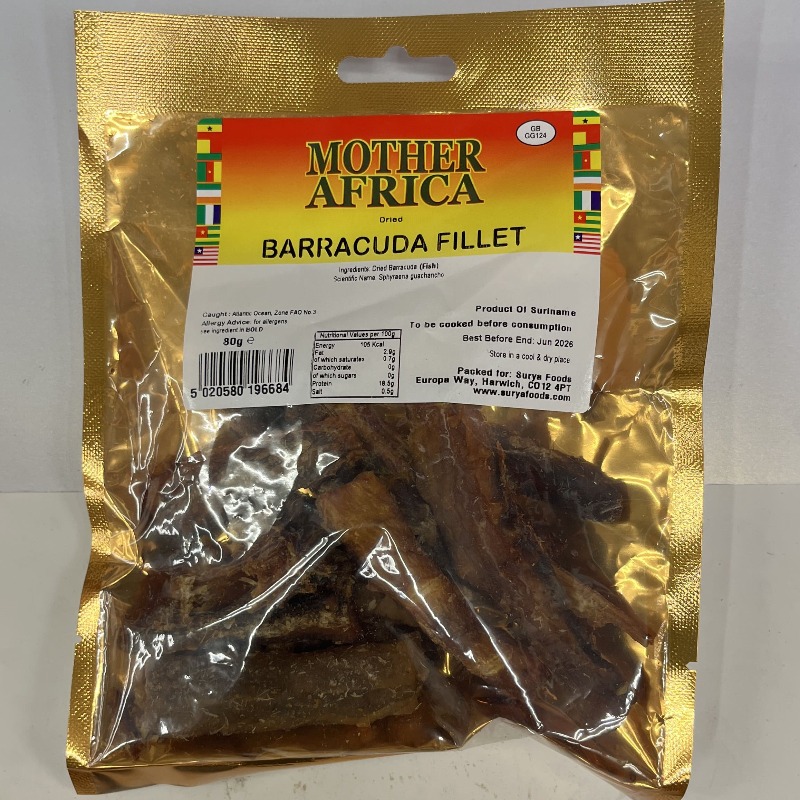 GB
GG124
MOTHER
AFRICA
Dried
BARRACUDA FILLET
Ingredients: Dried Barracuda (Fish)
Scientific Name: Sphyraena guachancho
Caught: Atlantic Ocean, Zone FAO No.3
Allergy Advice: for allergens
see ingredient in BOLD
80g e
5 020580 196684
Nutritional Values per 100g
Energy 105 Kcal
Fat 2.9g
of which saturates 0.7g
Carbohydrate 0g
of which sugars 0g
Protein 18.5g
Salt 0.5g
Product Of Suriname
To be cooked before consumption
Best Before End: Jun 2026
Store in a cool & dry place
Packed for: Surya Foods
Europa Way, Harwich, CO12 4PT
www.suryafoods.com